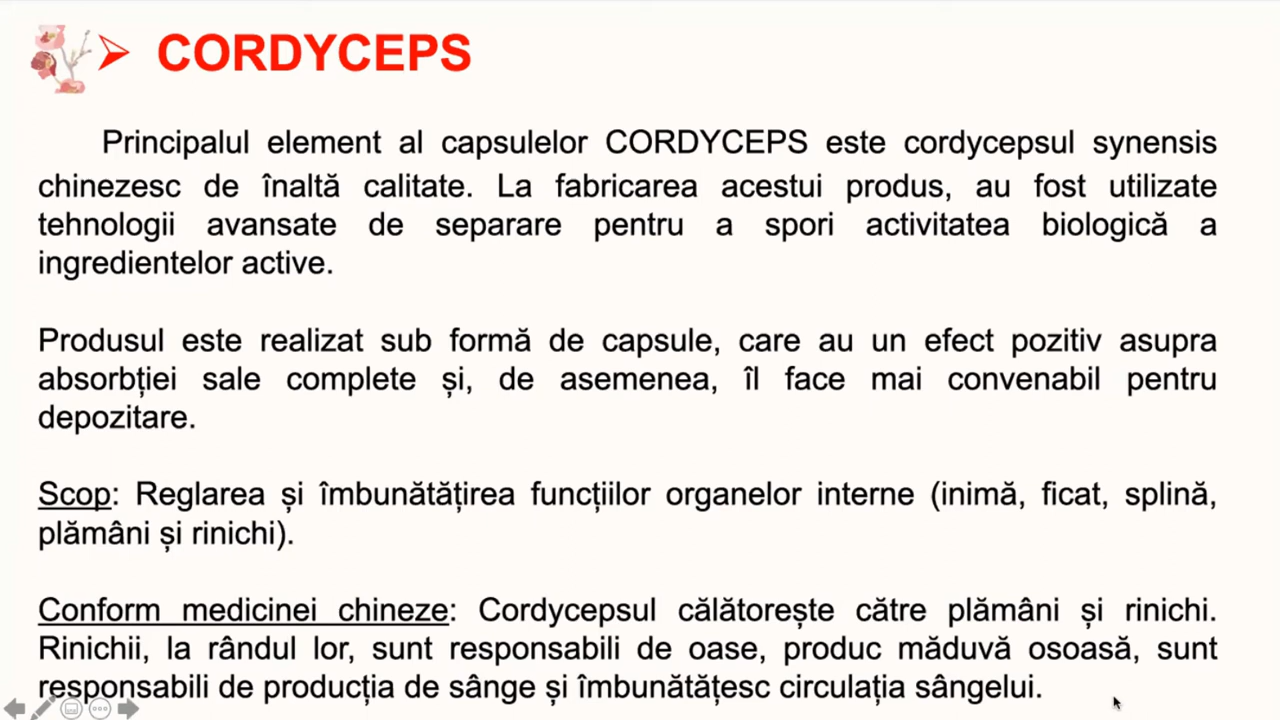 CORDYCEPS
Principalul element al capsulelor CORDYCEPS este cordycepsul synensis
chinezesc de înaltă calitate. La fabricarea acestui produs, au fost utilizate
tehnologii avansate de separare pentru a spori activitatea biologică a
ingredientelor active.
Produsul este realizat sub formă de capsule, care au un efect pozitiv asupra
absorbției sale complete și, de asemenea, îl face mai convenabil pentru
depozitare.
Scop: Reglarea și îmbunătățirea funcțiilor organelor interne (inimă, ficat, splină,
plămâni și rinichi).
Conform medicinei chineze: Cordycepsul călătorește către plămâni și rinichi.
Rinichii, la rândul lor, sunt responsabili de oase, produc măduvă osoasă, sunt
responsabili de producția de sânge și îmbunătățesc circulația sângelui.